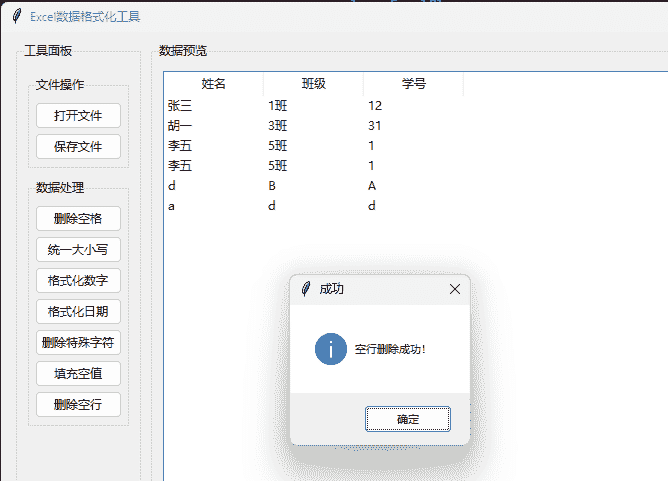 Excel数据格式化工具
工具面板
文件操作
打开文件
保存文件
数据处理
删除空格
统一大小写
格式化数字
格式化日期
删除特殊字符
填充空值
删除空行
数据预览
姓名 班级 学号
张三 1班 12
胡一 3班 31
李五 5班 1
李五 5班 1
d B A
a d d
成功
空行删除成功!
确定